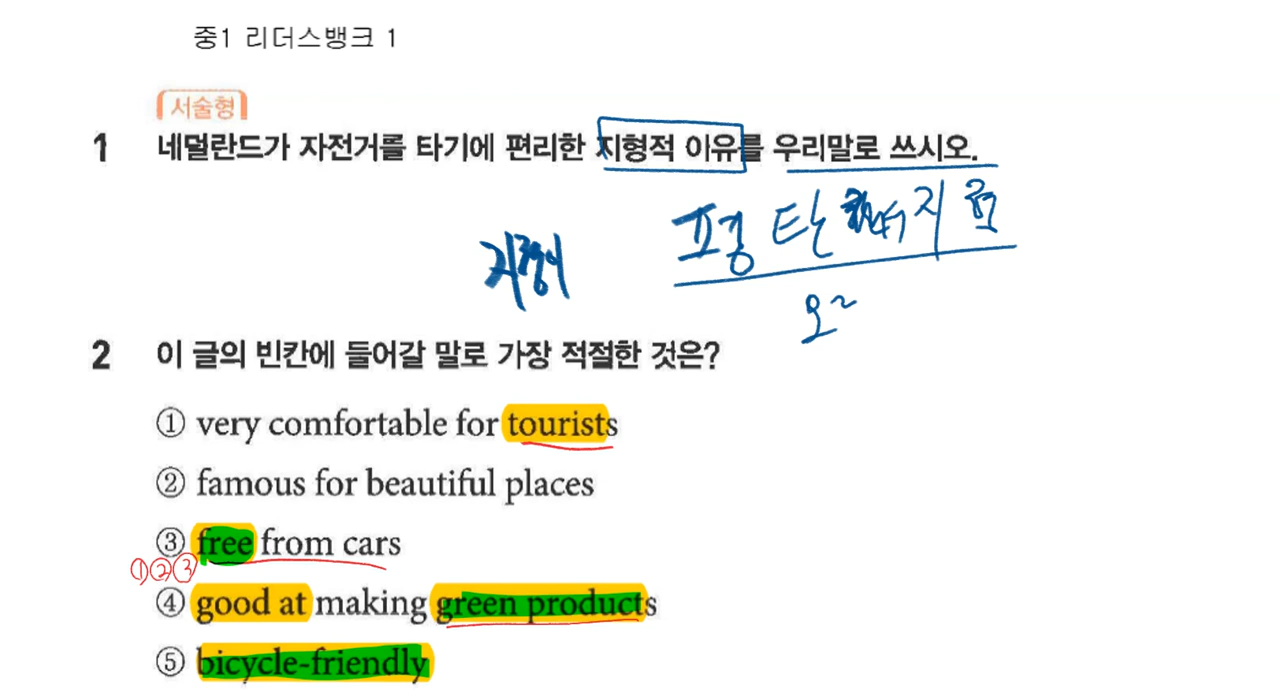 중1 리더스뱅크 1
서술형
1 네덜란드가 자전거를 타기에 편리한 지형적 이유를 우리말로 쓰시오.
평탄 지형
2 이 글의 빈칸에 들어갈 말로 가장 적절한 것은?
① very comfortable for tourists
② famous for beautiful places
③ free from cars
①②③
④ good at making green products
⑤ bicycle-friendly